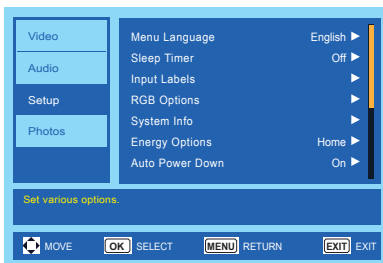 Video
Audio
Setup
Photos
Menu Language English
Sleep Timer Off
Input Labels
RGB Options
System Info
Energy Options Home
Auto Power Down On
Set various options.
MOVE OK SELECT MENU RETURN EXIT EXIT